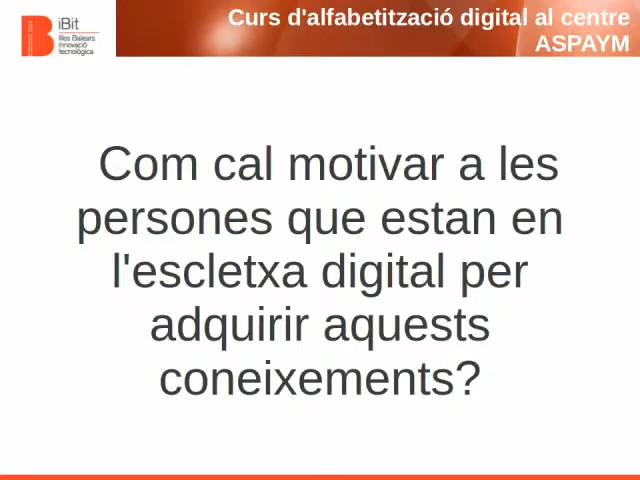 iBit
Illes Balears
Innovació
tecnològica
Curs d'alfabetització digital al centre
ASPAYM
Com cal motivar a les
persones que estan en
l'escletxa digital per
adquirir aquests
coneixements?